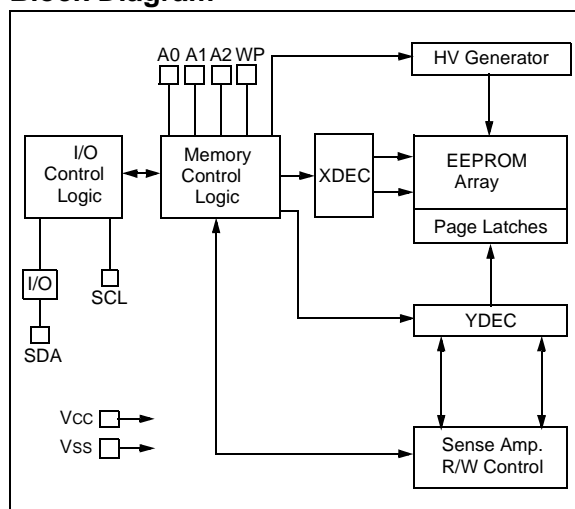 Block Diagram
A0 A1 A2 WP
HV Generator
I/O
Control
Logic
Memory
Control
Logic
XDEC
EEPROM
Array
Page Latches
I/O
SCL
SDA
YDEC
VCC
VSS
Sense Amp.
R/W Control